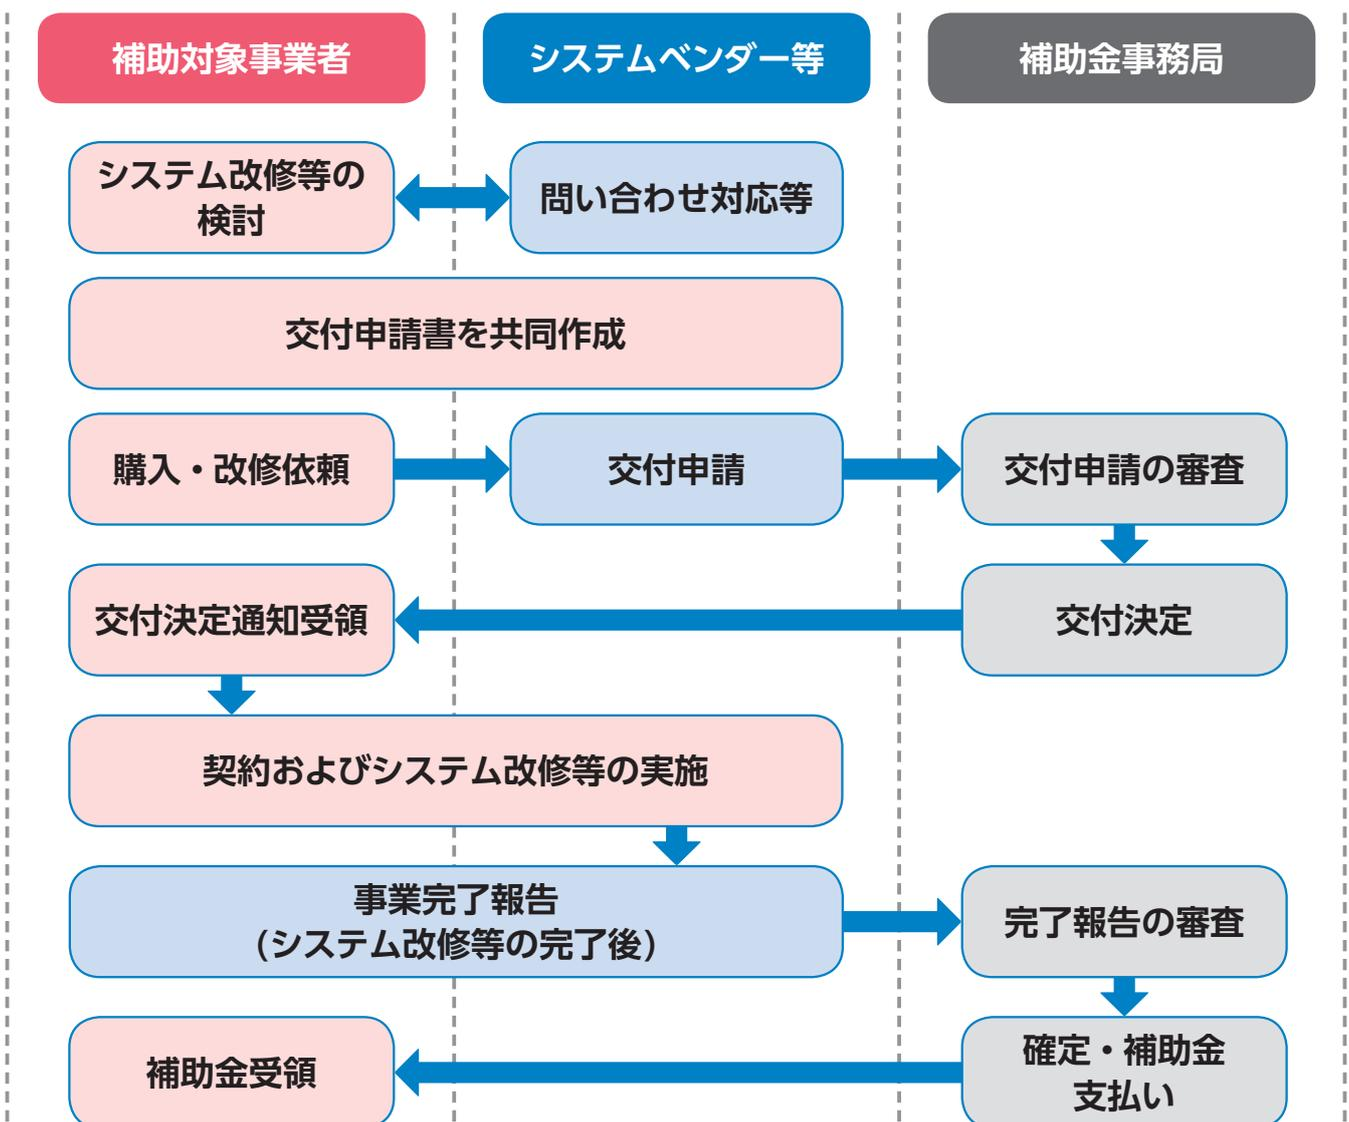 補助対象事業者
システムベンダー等
補助金事務局
システム改修等の
検討
問い合わせ対応等
交付申請書を共同作成
購入・改修依頼
交付申請
交付申請の審査
交付決定通知受領
交付決定
契約およびシステム改修等の実施
事業完了報告
（システム改修等の完了後）
完了報告の審査
補助金受領
確定・補助金
支払い